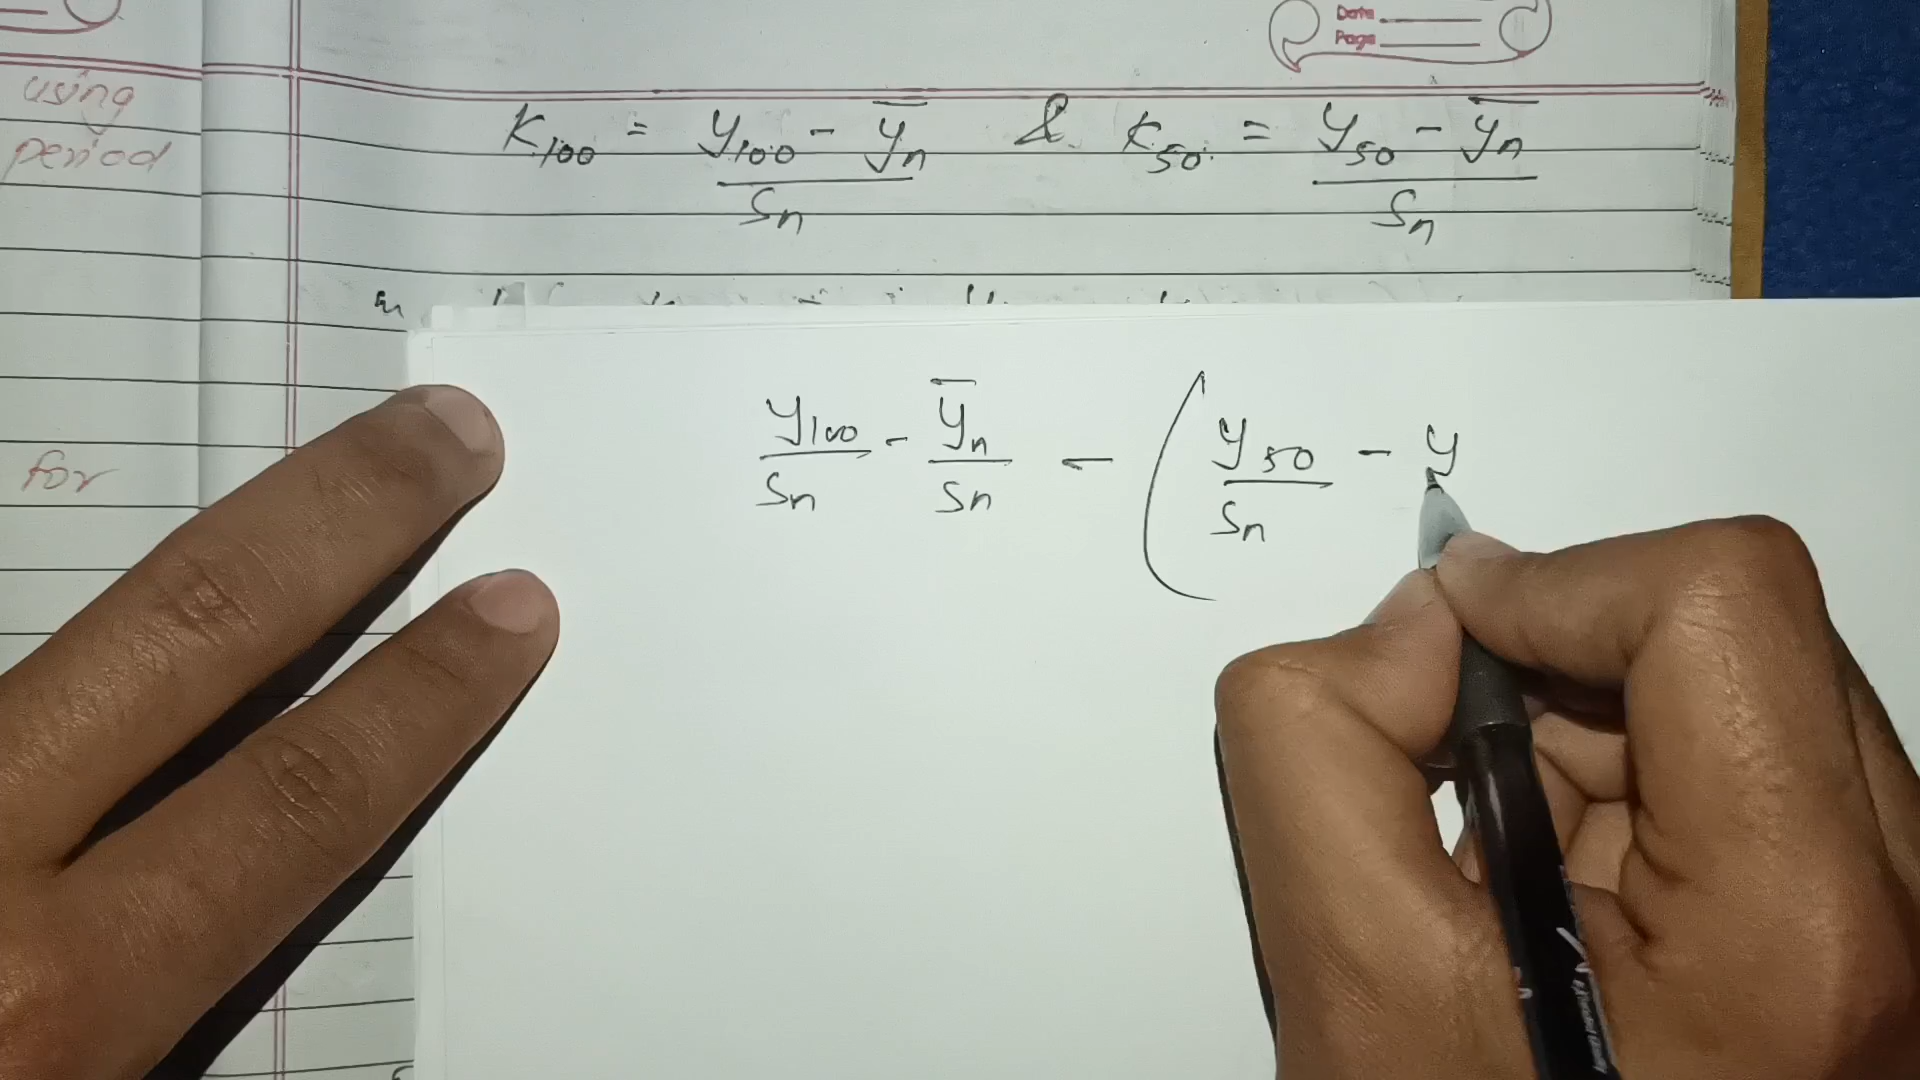 Date
Page
using
K100 = y100 - ȳn / Sn & K50 = y50 - ȳn / Sn
period
y100 / Sn - ȳn / Sn - ( y50 / Sn - y
for